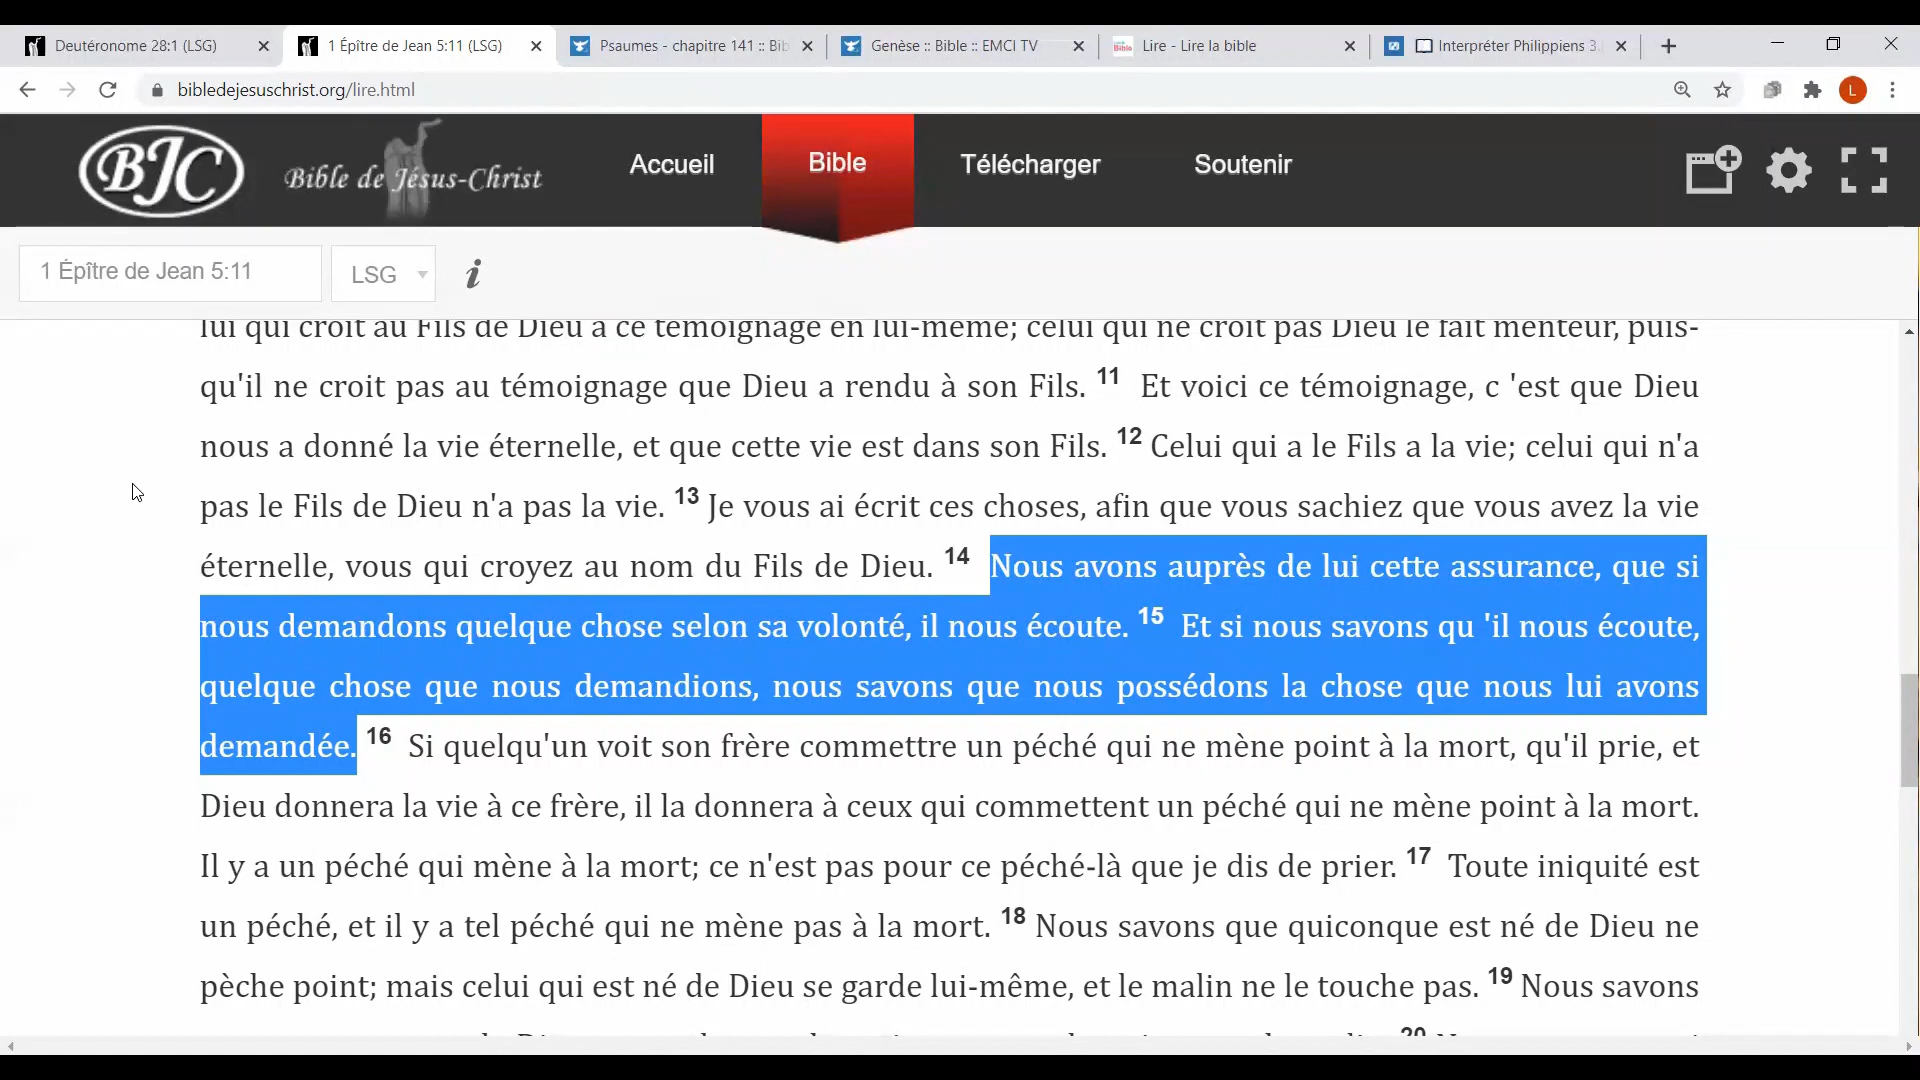 Deutéronome 28:1 (LSG)
1 Épître de Jean 5:11 (LSG)
Psaumes - chapitre 141 :: Bib
Genèse :: Bible :: EMCI TV
Lire - Lire la bible
Interpréter Philippiens 3.
bibledejesuschrist.org/lire.html
L
BJC
Bible de Jésus-Christ
Accueil
Bible
Télécharger
Soutenir
1 Épître de Jean 5:11
LSG
i
lui qui croit au Fils de Dieu a ce témoignage en lui-même; celui qui ne croit pas Dieu le fait menteur, puis-
qu'il ne croit pas au témoignage que Dieu a rendu à son Fils. 11 Et voici ce témoignage, c 'est que Dieu
nous a donné la vie éternelle, et que cette vie est dans son Fils. 12 Celui qui a le Fils a la vie; celui qui n'a
pas le Fils de Dieu n'a pas la vie. 13 Je vous ai écrit ces choses, afin que vous sachiez que vous avez la vie
éternelle, vous qui croyez au nom du Fils de Dieu. 14 Nous avons auprès de lui cette assurance, que si
nous demandons quelque chose selon sa volonté, il nous écoute. 15 Et si nous savons qu 'il nous écoute,
quelque chose que nous demandions, nous savons que nous possédons la chose que nous lui avons
demandée. 16 Si quelqu'un voit son frère commettre un péché qui ne mène point à la mort, qu'il prie, et
Dieu donnera la vie à ce frère, il la donnera à ceux qui commettent un péché qui ne mène point à la mort.
Il y a un péché qui mène à la mort; ce n'est pas pour ce péché-là que je dis de prier. 17 Toute iniquité est
un péché, et il y a tel péché qui ne mène pas à la mort. 18 Nous savons que quiconque est né de Dieu ne
pèche point; mais celui qui est né de Dieu se garde lui-même, et le malin ne le touche pas. 19 Nous savons
20